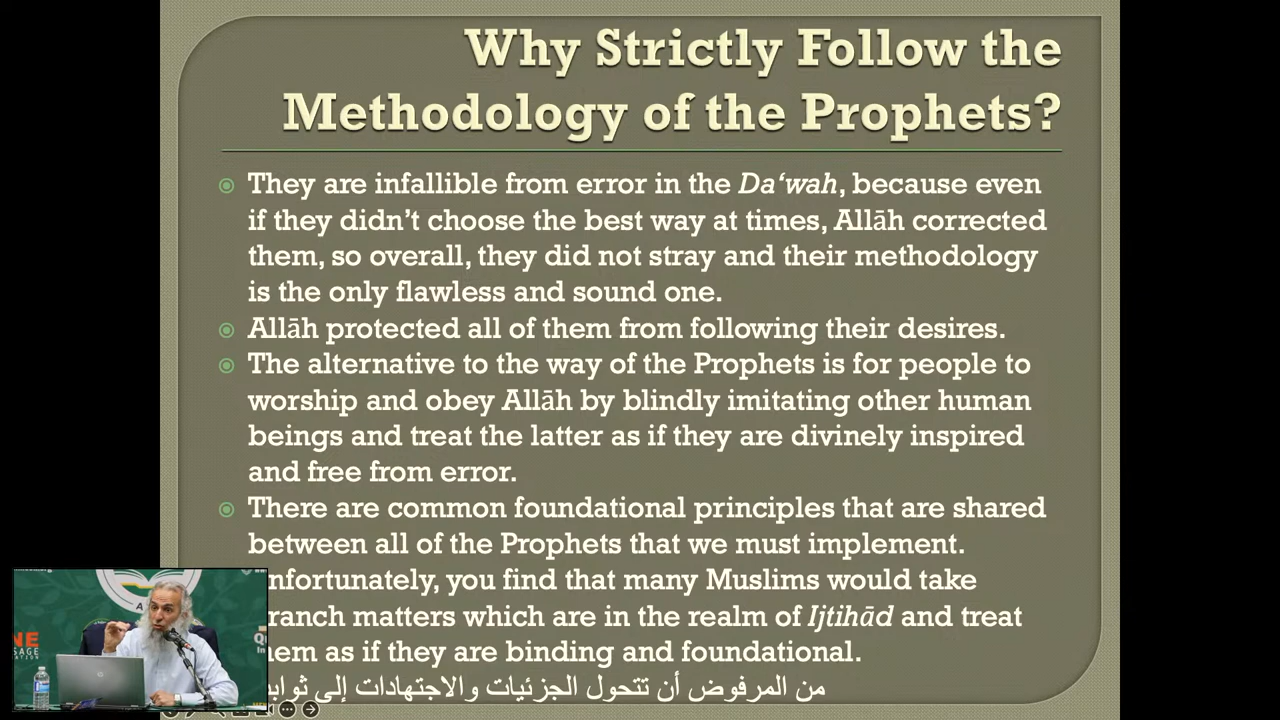 Why Strictly Follow the
Methodology of the Prophets?
They are infallible from error in the Da‘wah, because even
if they didn’t choose the best way at times, Allāh corrected
them, so overall, they did not stray and their methodology
is the only flawless and sound one.
Allāh protected all of them from following their desires.
The alternative to the way of the Prophets is for people to
worship and obey Allāh by blindly imitating other human
beings and treat the latter as if they are divinely inspired
and free from error.
There are common foundational principles that are shared
between all of the Prophets that we must implement.
nfortunately, you find that many Muslims would take
ranch matters which are in the realm of Ijtihād and treat
em as if they are binding and foundational.
من المرفوض أن تتحول الجزئيات والاجتهادات إلى
NE
SAGE
hp